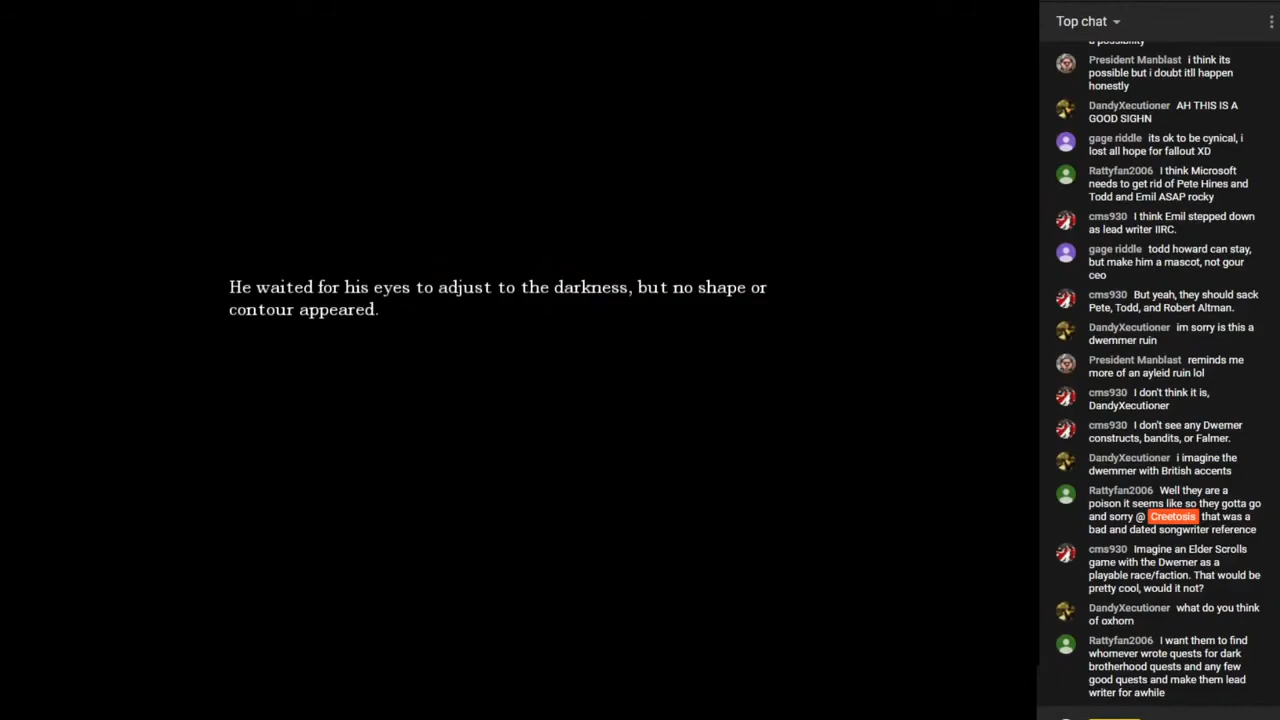 He waited for his eyes to adjust to the darkness, but no shape or
contour appeared.
Top chat
a possibility
President Manblast i think its
possible but i doubt itll happen
honestly
DandyXecutioner AH THIS IS A
GOOD SIGHN
gage riddle its ok to be cynical, i
lost all hope for fallout XD
Rattyfan2006 I think Microsoft
needs to get rid of Pete Hines and
Todd and Emil ASAP rocky
cms930 I think Emil stepped down
as lead writer IIRC.
gage riddle todd howard can stay,
but make him a mascot, not gour
ceo
cms930 But yeah, they should sack
Pete, Todd, and Robert Altman.
DandyXecutioner im sorry is this a
dwemmer ruin
President Manblast reminds me
more of an ayleid ruin lol
cms930 I don't think it is,
DandyXecutioner
cms930 I don't see any Dwemer
constructs, bandits, or Falmer.
DandyXecutioner i imagine the
dwemmer with British accents
Rattyfan2006 Well they are a
poison it seems like so they gotta go
and sorry @ Creetosis that was a
bad and dated songwriter reference
cms930 Imagine an Elder Scrolls
game with the Dwemer as a
playable race/faction. That would be
pretty cool, would it not?
DandyXecutioner what do you think
of oxhorn
Rattyfan2006 I want them to find
whomever wrote quests for dark
brotherhood quests and any few
good quests and make them lead
writer for awhile